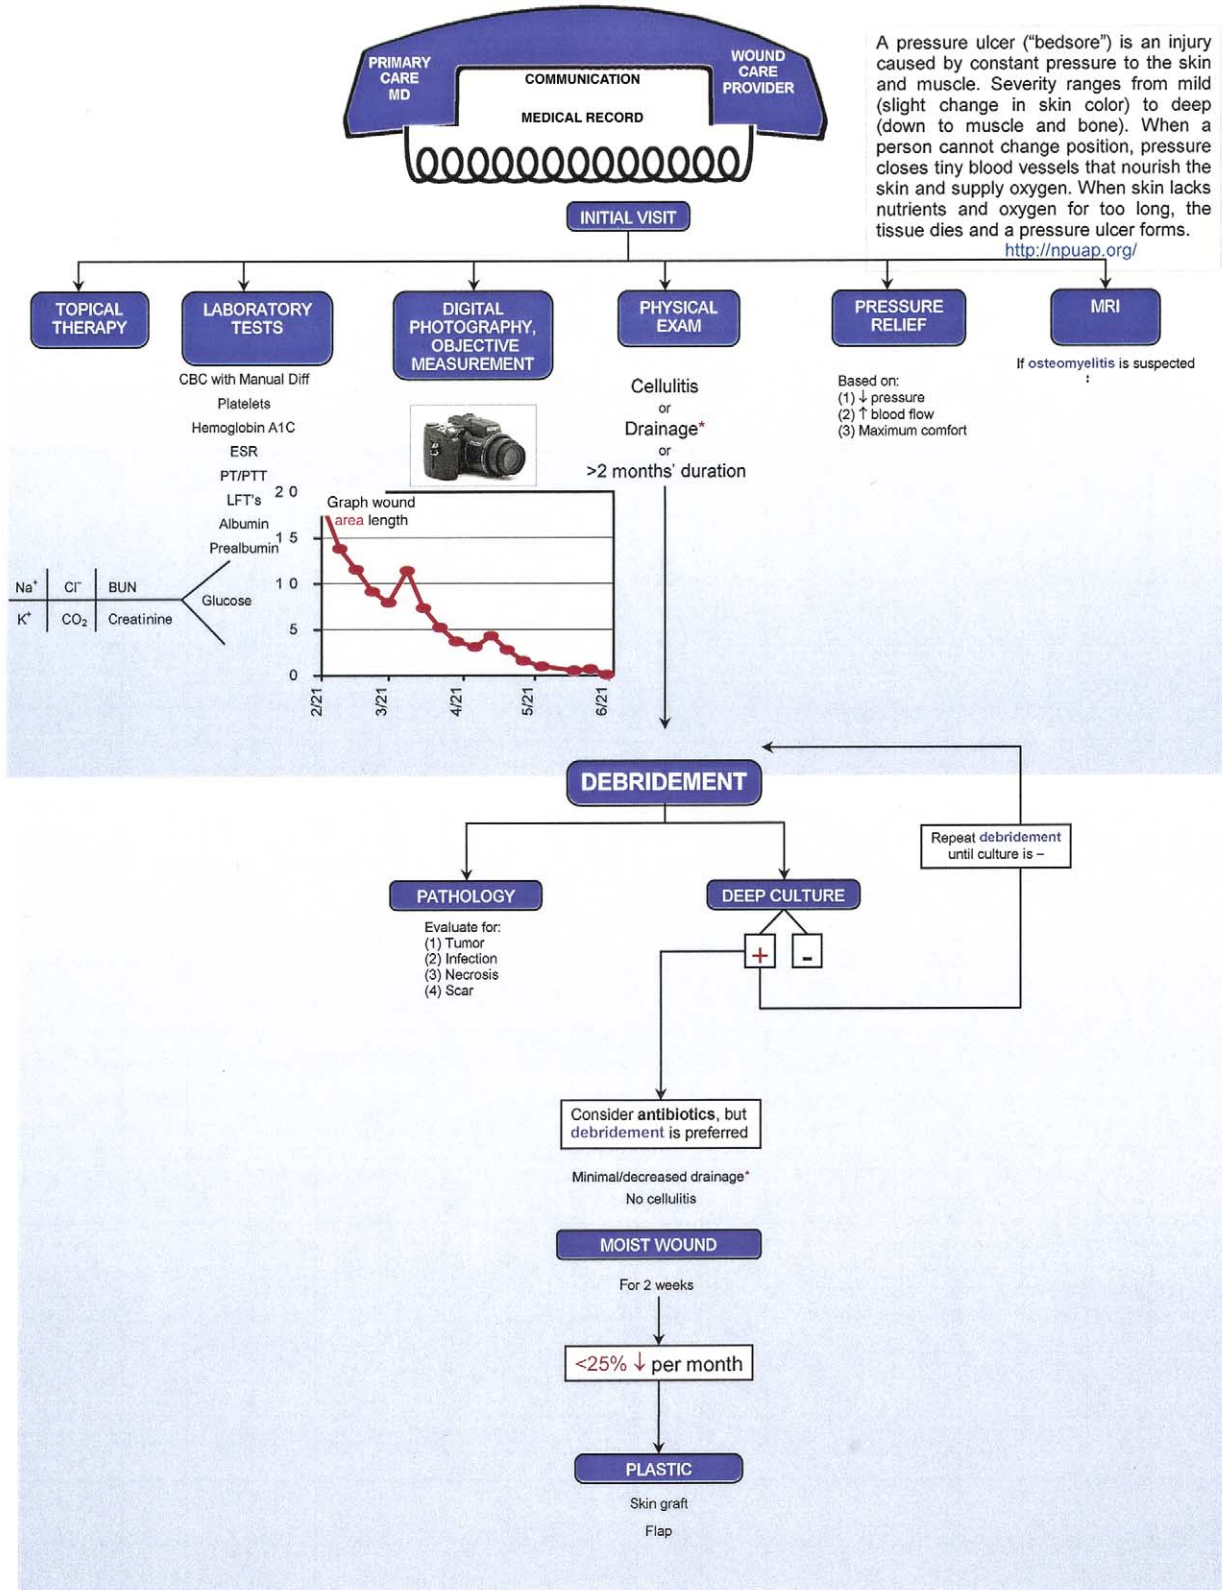 PRIMARY
CARE
MD
COMMUNICATION
MEDICAL RECORD
WOUND
CARE
PROVIDER
A pressure ulcer (“bedsore”) is an injury
caused by constant pressure to the skin
and muscle. Severity ranges from mild
(slight change in skin color) to deep
(down to muscle and bone). When a
person cannot change position, pressure
closes tiny blood vessels that nourish the
skin and supply oxygen. When skin lacks
nutrients and oxygen for too long, the
tissue dies and a pressure ulcer forms.
http://npuap.org/
INITIAL VISIT
TOPICAL
THERAPY
LABORATORY
TESTS
CBC with Manual Diff
Platelets
Hemoglobin A1C
ESR
PT/PTT
LFT's
Albumin
Prealbumin
Na⁺
Cl⁻
BUN
Glucose
K⁺
CO₂
Creatinine
DIGITAL
PHOTOGRAPHY,
OBJECTIVE
MEASUREMENT
Graph wound
area length
20
15
10
5
0
2/21
3/21
4/21
5/21
6/21
PHYSICAL
EXAM
Cellulitis
or
Drainage*
or
>2 months' duration
PRESSURE
RELIEF
Based on:
(1) ↓ pressure
(2) ↑ blood flow
(3) Maximum comfort
MRI
If osteomyelitis is suspected
:
DEBRIDEMENT
Repeat debridement
until culture is –
PATHOLOGY
Evaluate for:
(1) Tumor
(2) Infection
(3) Necrosis
(4) Scar
DEEP CULTURE
+
-
Consider antibiotics, but
debridement is preferred
Minimal/decreased drainage*
No cellulitis
MOIST WOUND
For 2 weeks
<25% ↓ per month
PLASTIC
Skin graft
Flap